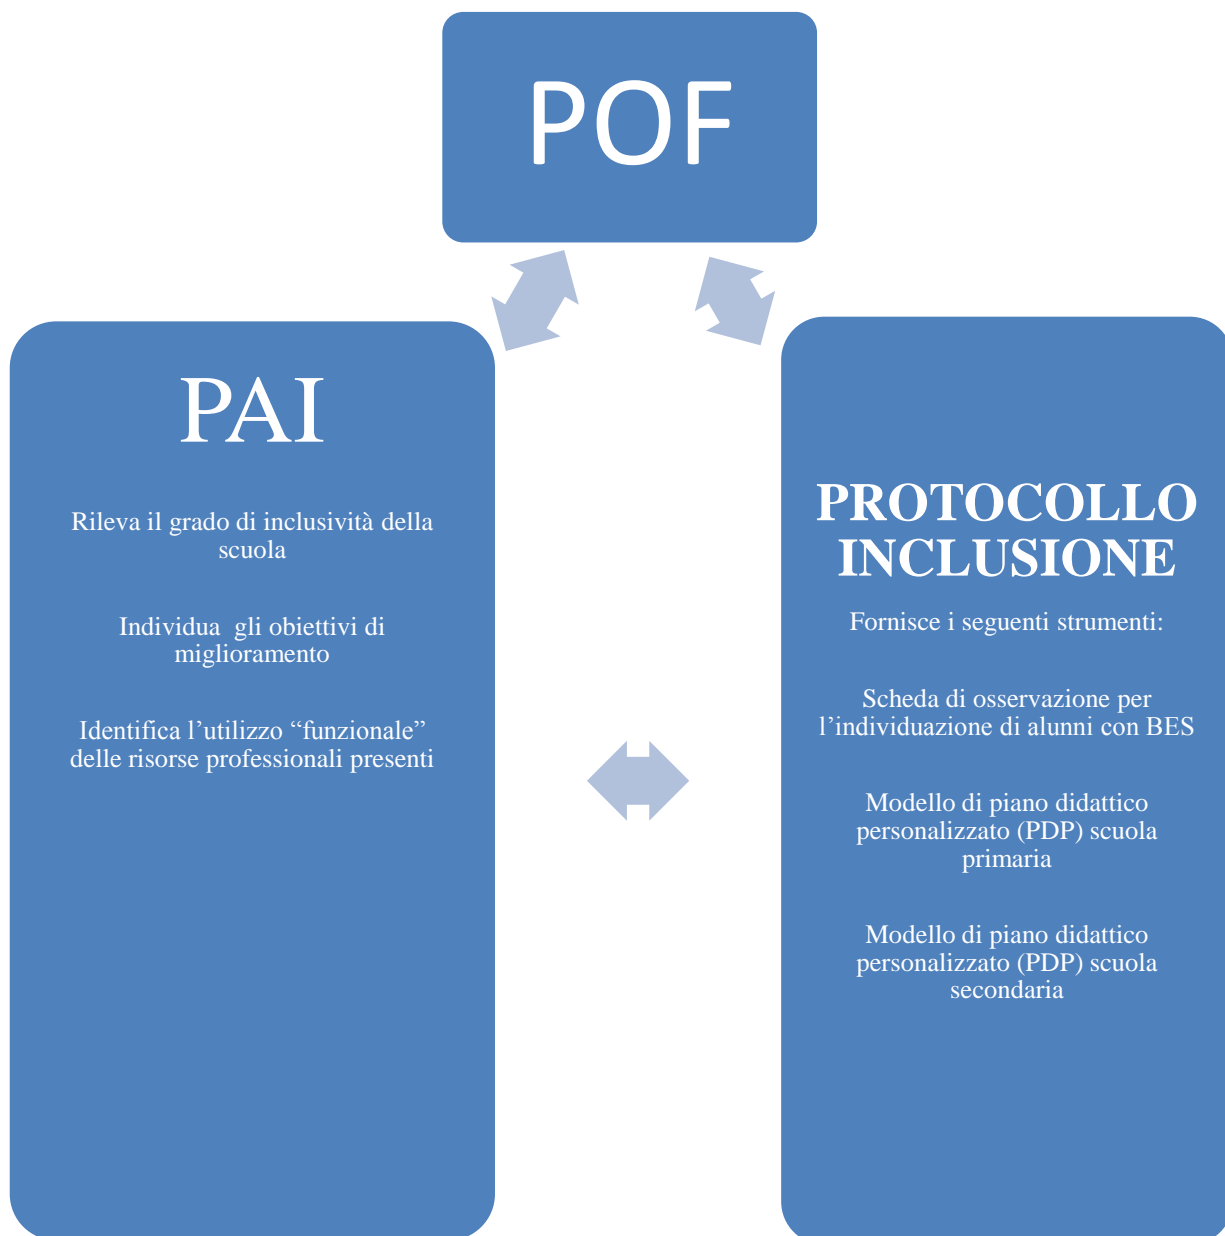 POF
PAI
Rileva il grado di inclusività della
scuola
Individua  gli obiettivi di
miglioramento
Identifica l’utilizzo “funzionale”
delle risorse professionali presenti
PROTOCOLLO
INCLUSIONE
Fornisce i seguenti strumenti:
Scheda di osservazione per
l’individuazione di alunni con BES
Modello di piano didattico
personalizzato (PDP) scuola
primaria
Modello di piano didattico
personalizzato (PDP) scuola
secondaria